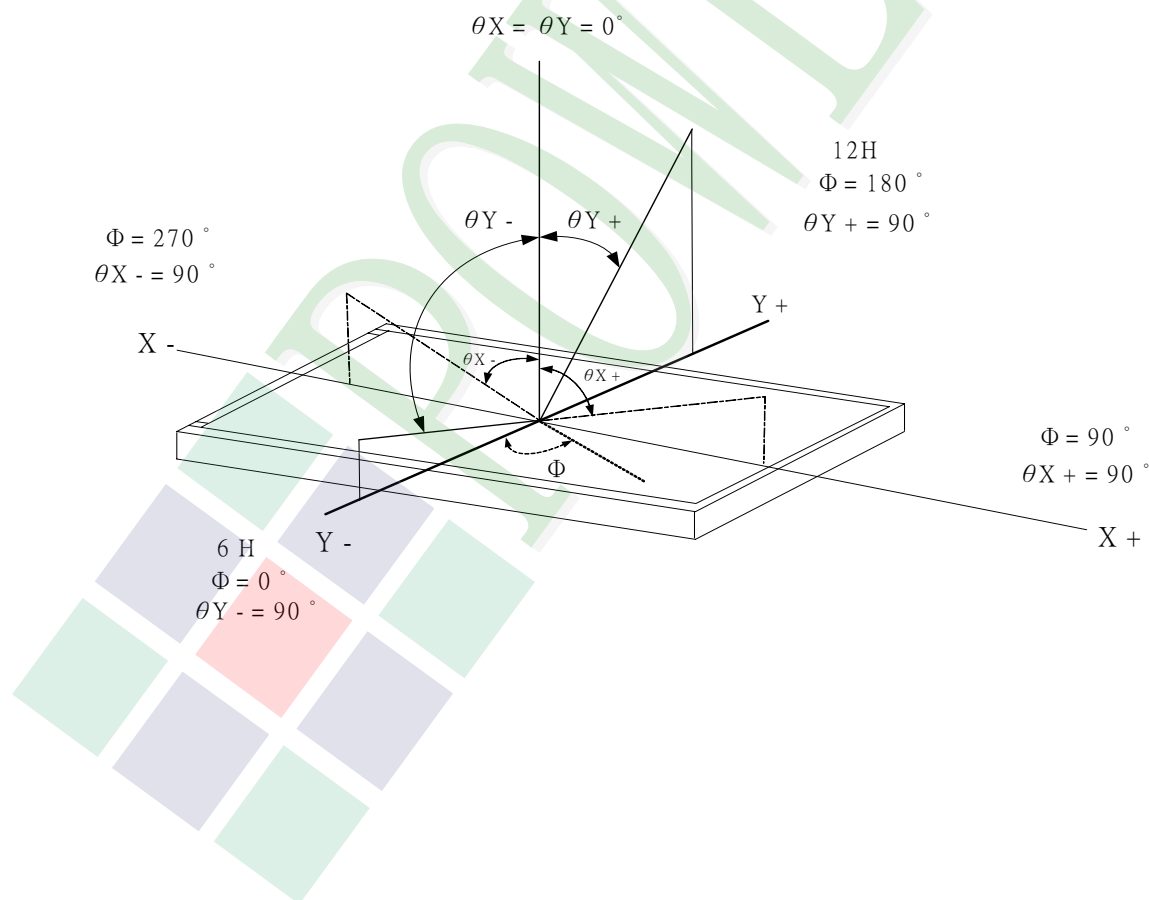 θX = θY = 0°
12H
Φ = 180 °
θY + = 90 °
θY -
θY +
Φ = 270 °
θX - = 90 °
Y +
X -
θX -
θX +
Φ = 90 °
θX + = 90 °
Φ
X +
Y -
6 H
Φ = 0 °
θY - = 90 °